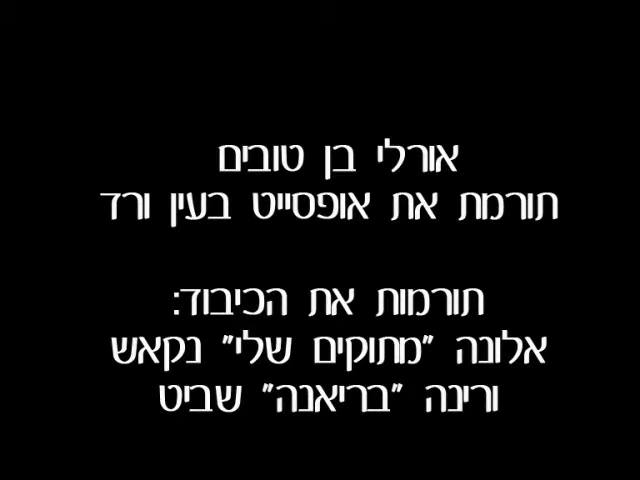 אורלי בן טובים
תורמת את אופסייט בעין ורד
תורמות את הכיבוד:
אלונה "מתוקים שלי" נקאש
ורינה "בריאנה" שביט